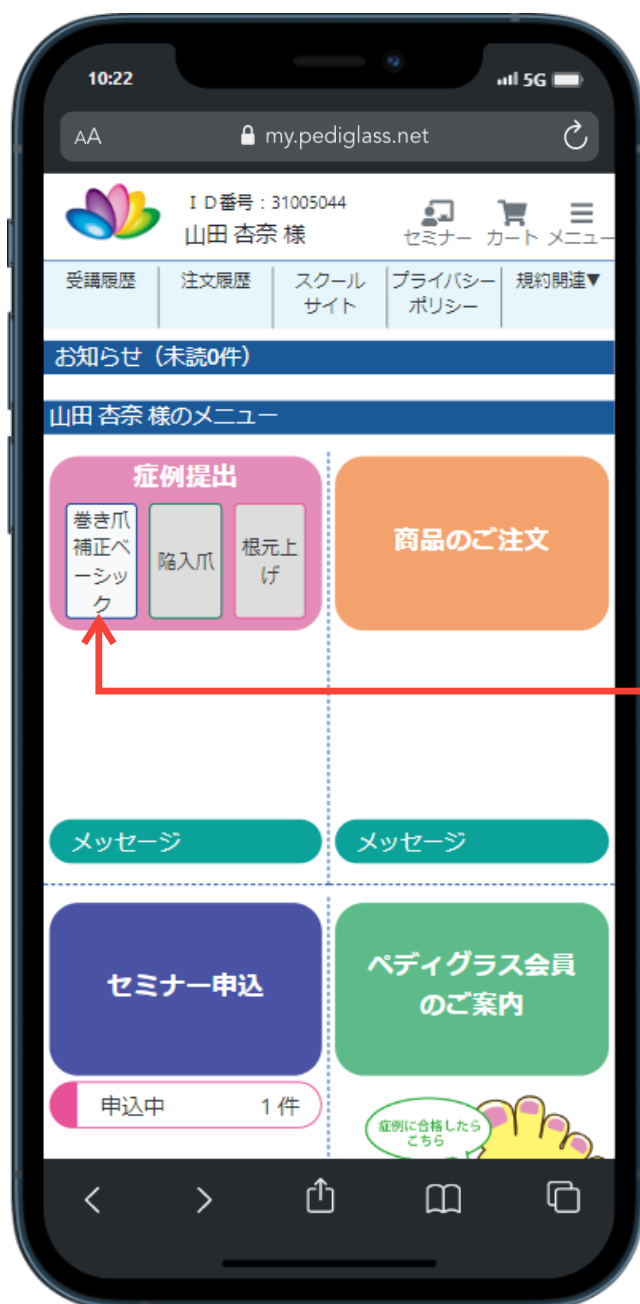 10:22
5G
AA
my.pediglass.net
ＩＤ番号：31005044
山田 杏奈 様
セミナー
カート
メニュー
受講履歴
注文履歴
スクール
サイト
プライバシー
ポリシー
規約関連▼
お知らせ（未読0件）
山田 杏奈 様のメニュー
症例提出
巻き爪
補正ベ
ーシッ
ク
陥入爪
根元上
げ
商品のご注文
メッセージ
メッセージ
セミナー申込
ペディグラス会員
のご案内
申込中 1 件
症例に合格したら
こちら